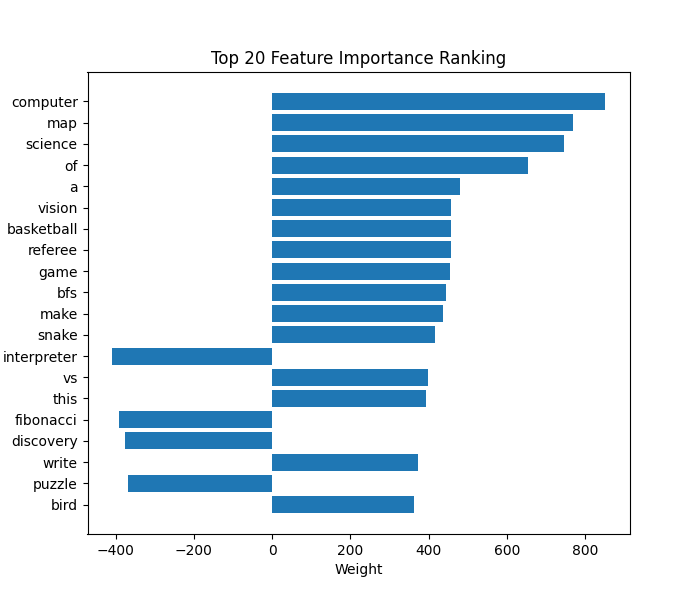 Top 20 Feature Importance Ranking
computer
map
science
of
a
vision
basketball
referee
game
bfs
make
snake
interpreter
vs
this
fibonacci
discovery
write
puzzle
bird
−400 −200 0 200 400 600 800
Weight